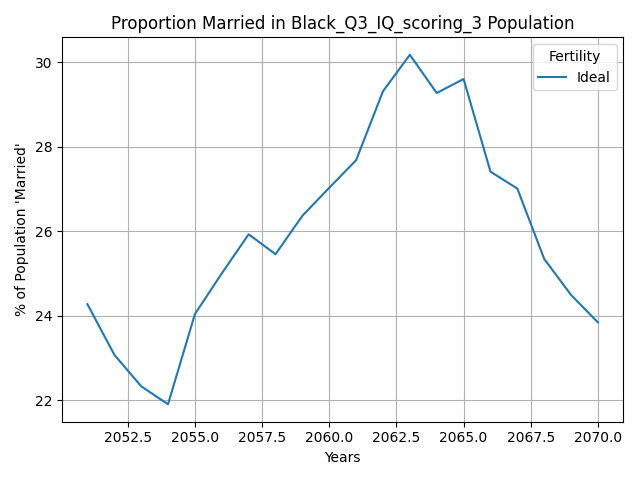 Proportion Married in Black_Q3_IQ_scoring_3 Population
% of Population 'Married'
30
28
26
24
22
Fertility
Ideal
2052.5 2055.0 2057.5 2060.0 2062.5 2065.0 2067.5 2070.0
Years